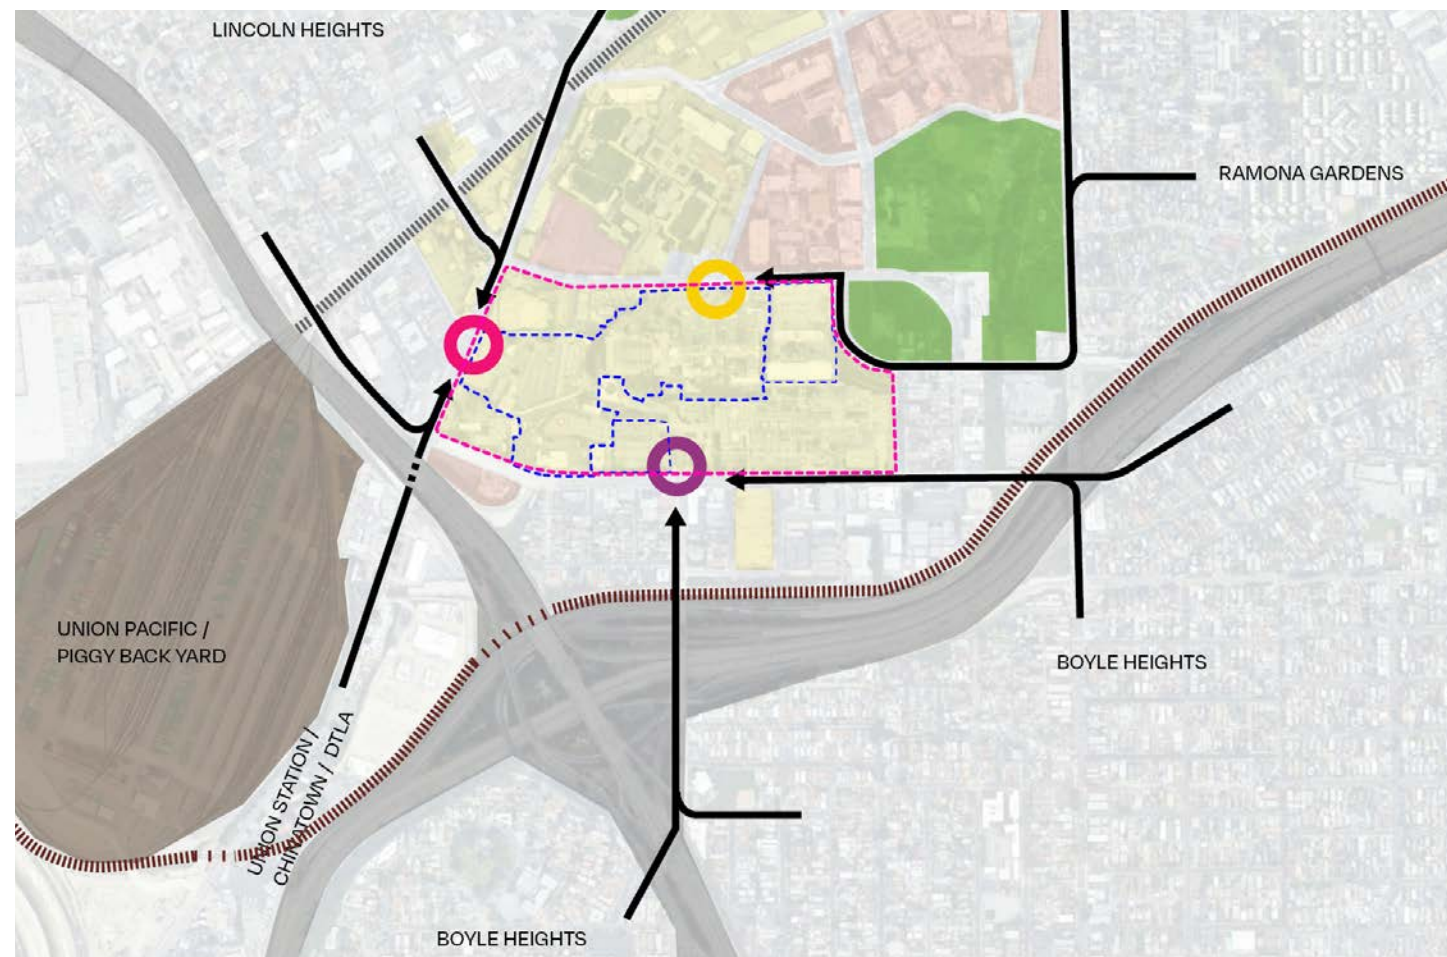 LINCOLN HEIGHTS
RAMONA GARDENS
UNION PACIFIC /
PIGGY BACK YARD
BOYLE HEIGHTS
UNION STATION /
CHINATOWN / DTLA
BOYLE HEIGHTS